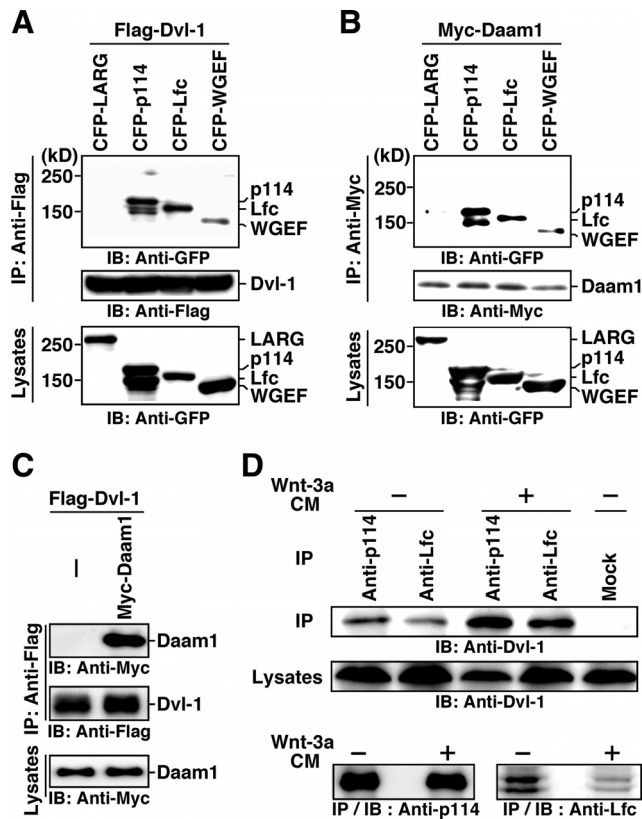 A
Flag-Dvl-1
CFP-LARG
CFP-p114
CFP-Lfc
CFP-WGEF
(kD)
IP: Anti-Flag
250
150
p114
Lfc
WGEF
IB: Anti-GFP
Dvl-1
IB: Anti-Flag
Lysates
250
150
LARG
p114
Lfc
WGEF
IB: Anti-GFP
B
Myc-Daam1
CFP-LARG
CFP-p114
CFP-Lfc
CFP-WGEF
(kD)
IP: Anti-Myc
250
150
p114
Lfc
WGEF
IB: Anti-GFP
Daam1
IB: Anti-Myc
Lysates
250
150
LARG
p114
Lfc
WGEF
IB: Anti-GFP
C
Flag-Dvl-1
−
Myc-Daam1
IP: Anti-Flag
Daam1
IB: Anti-Myc
Dvl-1
IB: Anti-Flag
Lysates
Daam1
IB: Anti-Myc
D
Wnt-3a CM
− + −
IP
Anti-p114
Anti-Lfc
Anti-p114
Anti-Lfc
Mock
IP
IB: Anti-Dvl-1
Lysates
IB: Anti-Dvl-1
Wnt-3a CM
− + − +
IP / IB : Anti-p114
IP / IB : Anti-Lfc